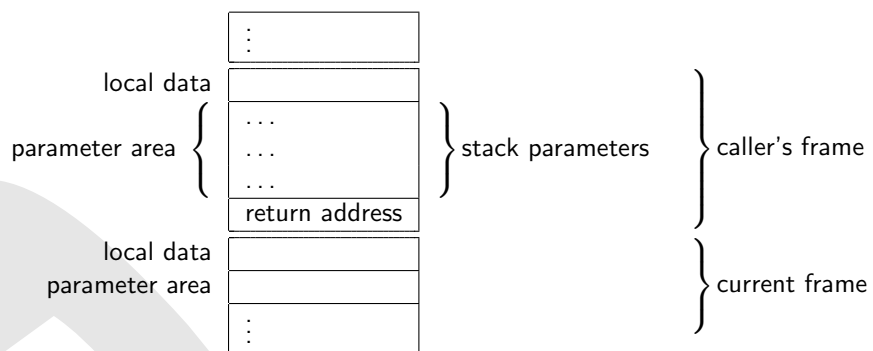 ⋮
local data
. . .
parameter area . . . stack parameters caller's frame
. . .
return address
local data
parameter area current frame
⋮